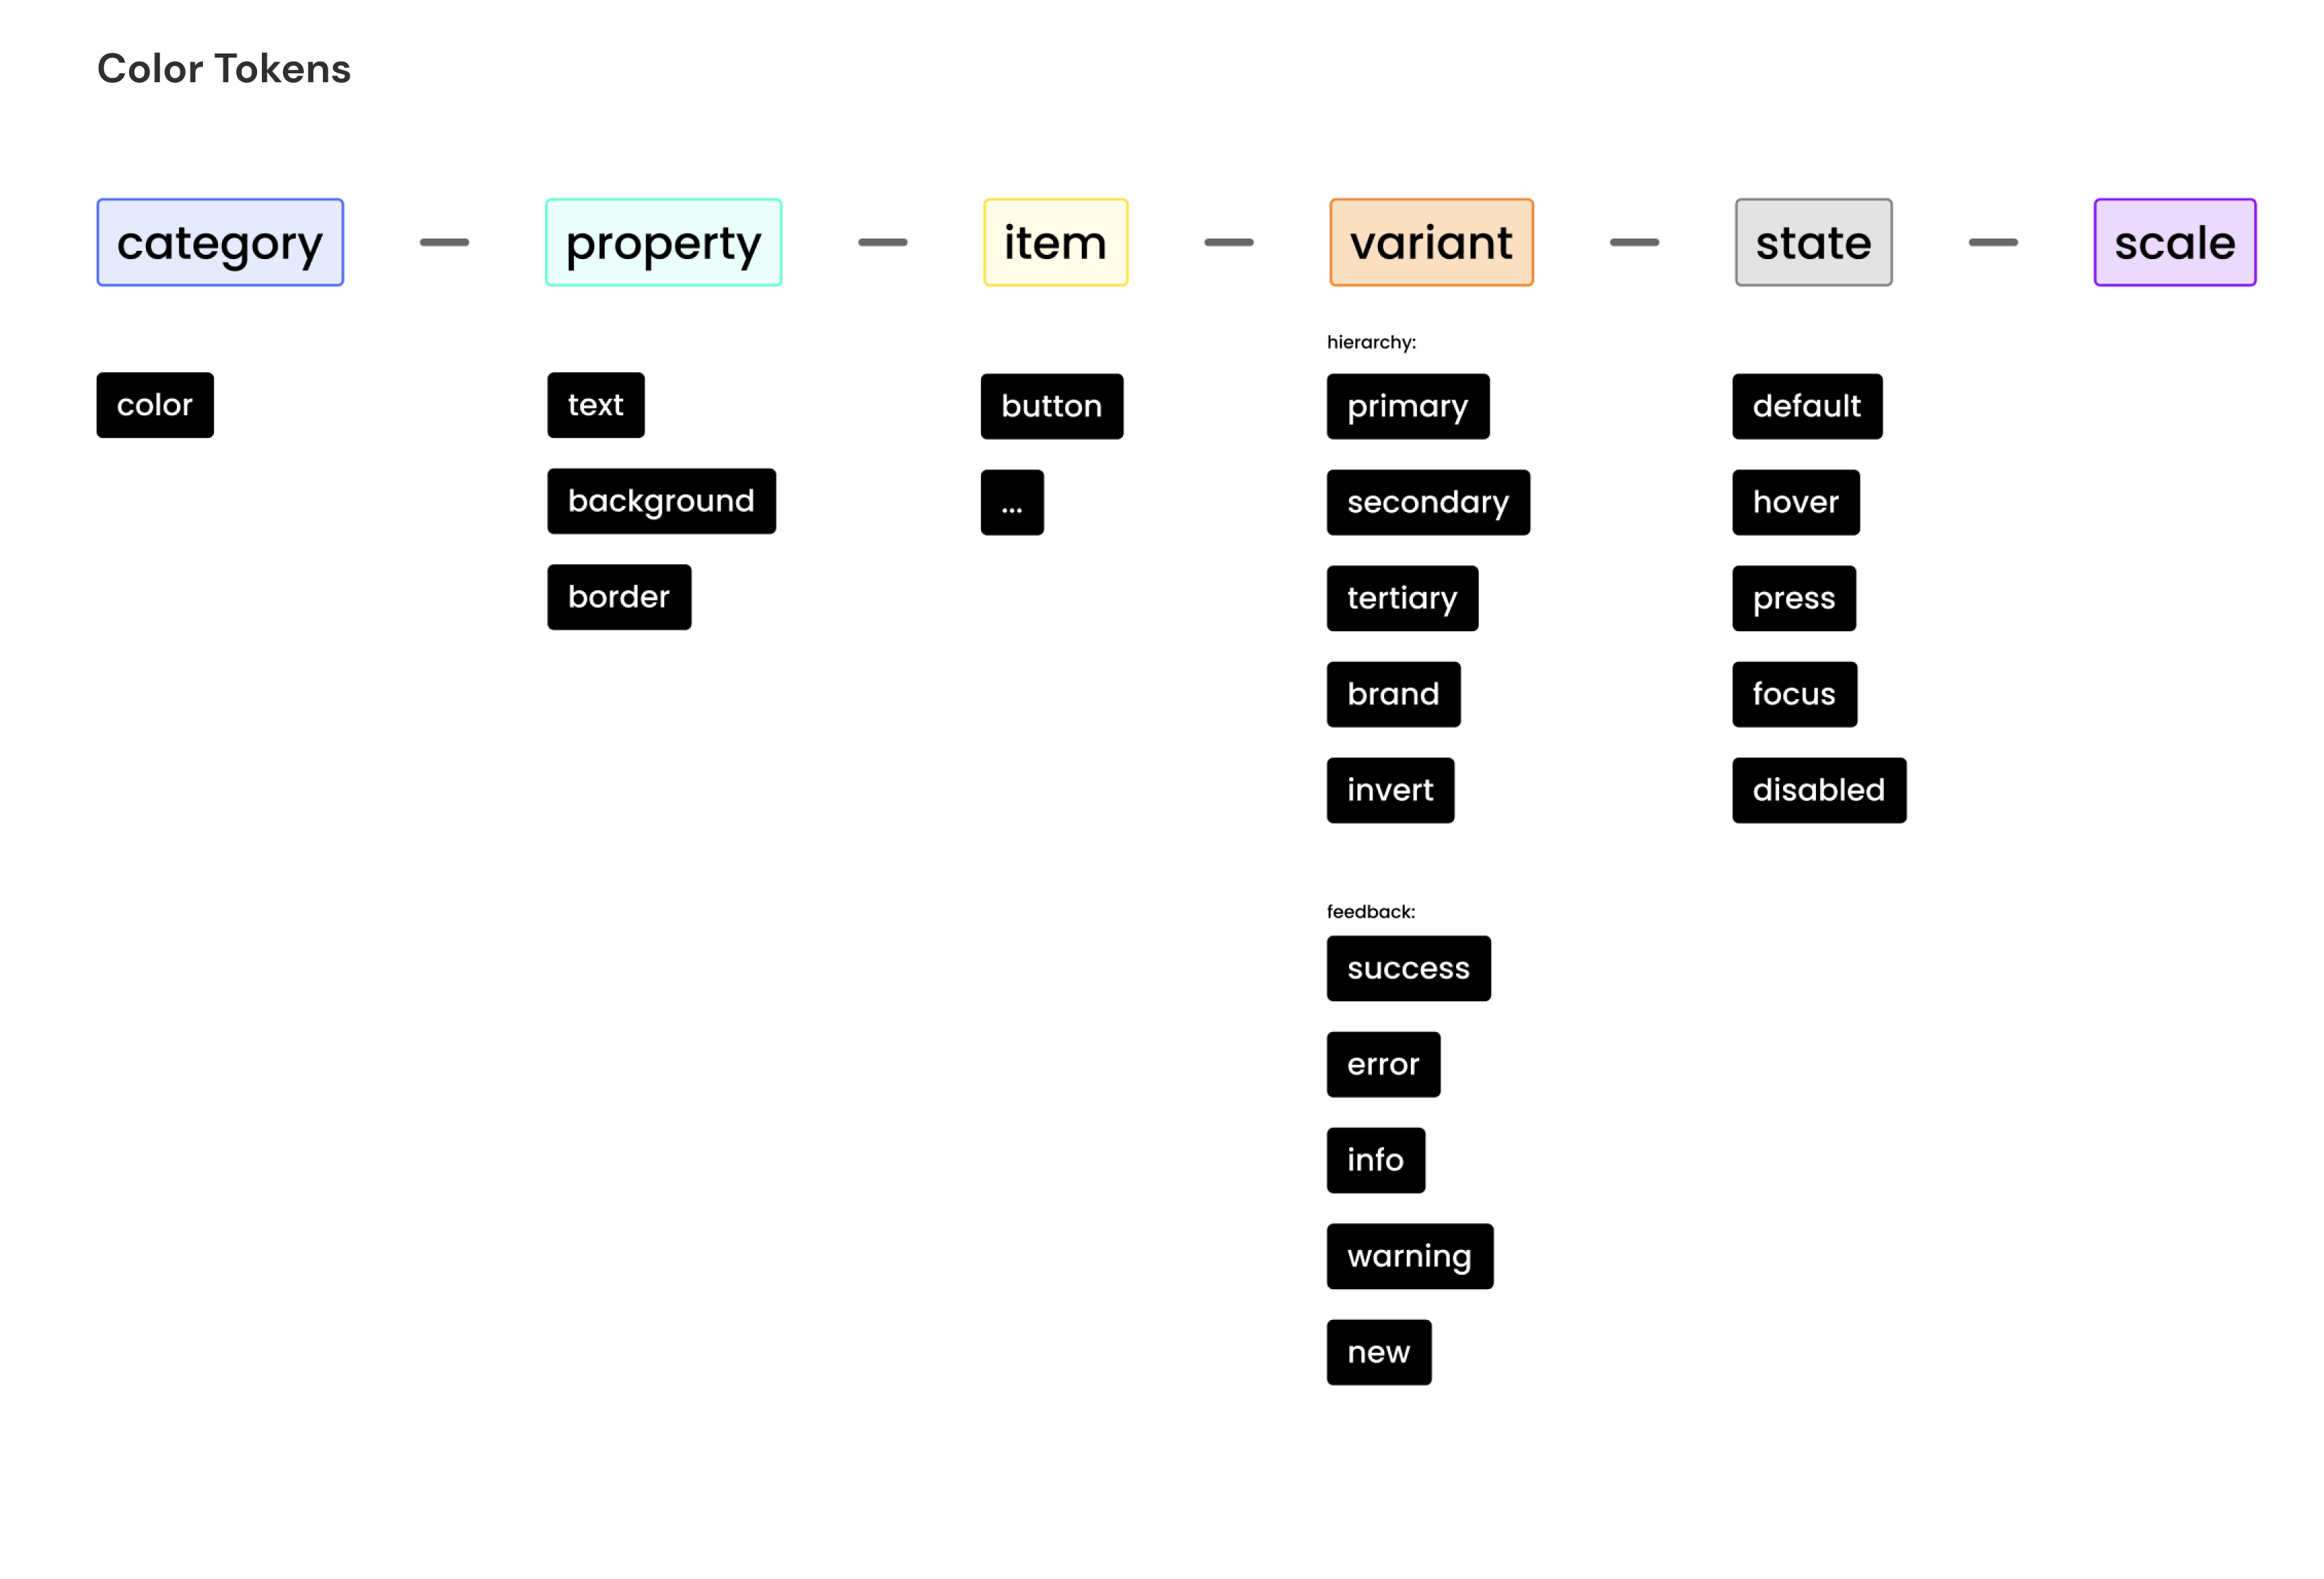 Color Tokens
category — property — item — variant — state — scale
hierarchy:
color text button primary default
background ... secondary hover
border tertiary press
brand focus
invert disabled
feedback:
success
error
info
warning
new